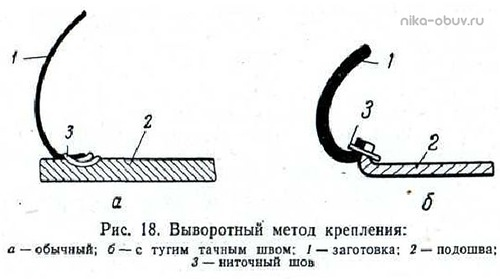 nika-obuv.ru
1
3
2
а
1
3
2
б
Рис. 18. Выворотный метод крепления:
а — обычный; б — с тугим тачным швом; 1 — заготовка; 2 — подошва;
3 — ниточный шов